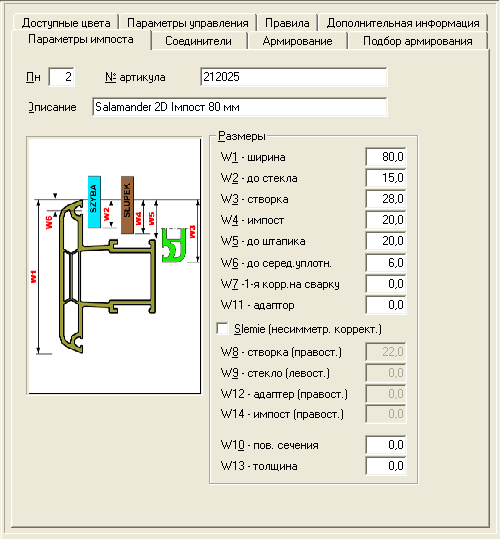 Доступные цвета Параметры управления Правила Дополнительная информация
Параметры импоста Соединители Армирование Подбор армирования
Пн 2 № артикула 212025
Описание Salamander 2D Імпост 80 мм
Размеры
W1 - ширина 80,0
W2 - до стекла 15,0
W3 - створка 28,0
W4 - импост 20,0
W5 - до штапика 20,0
W6 - до серед.уплотн. 6,0
W7 -1-я корр.на сварку 0,0
W11 - адаптор 0,0
Slemie (несимметр. коррект.)
W8 - створка (правост.) 22,0
W9 - стекло (левост.) 0,0
W12 - адаптер (правост.) 0,0
W14 - импост (правост.) 0,0
W10 - пов. сечения 0,0
W13 - толщина 0,0
SZYBA
SŁUPEK
W6
W2
W4
W5
W3
W1